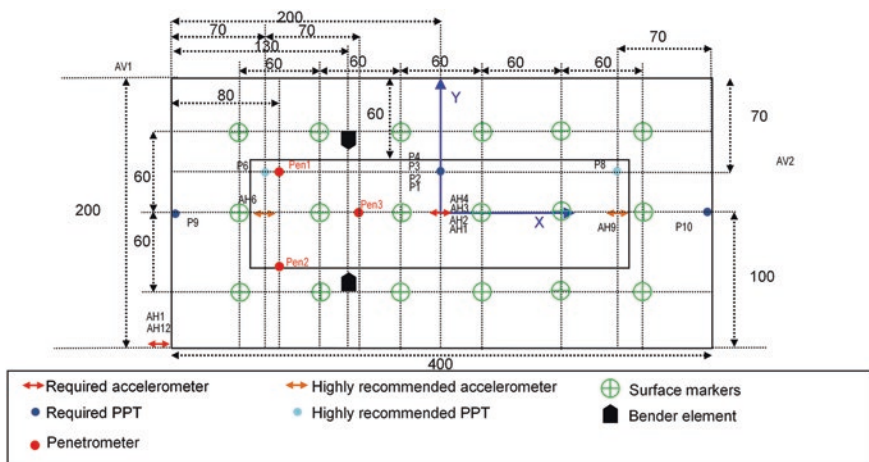 200
70 70
130
70
60 60 60 60 60
AV1
80
60
Y
70
AV2
P6
Pen1
P4
P3
P2
P1
P8
60
200
60
AH6
Pen3
AH4
AH3
AH2
AH1
X
AH9
P9
P10
Pen2
100
AH1
AH12
400
Required accelerometer
Highly recommended accelerometer
Surface markers
Required PPT
Highly recommended PPT
Bender element
Penetrometer